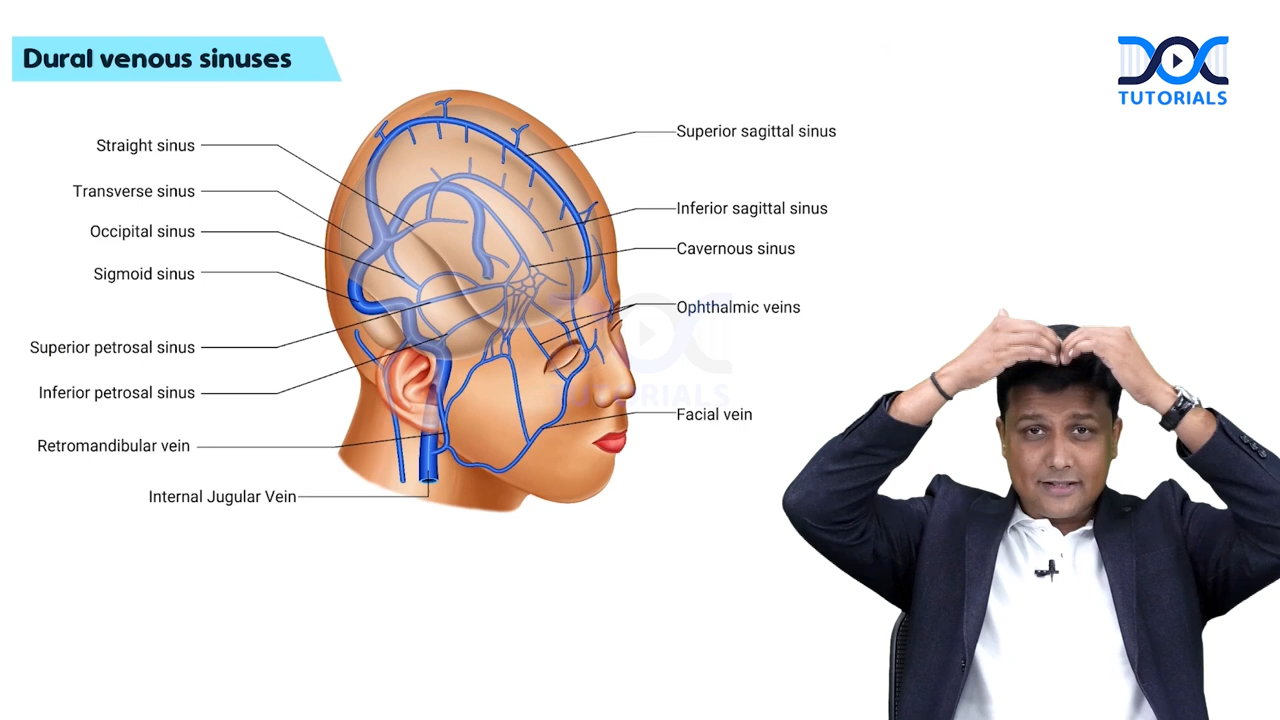 Dural venous sinuses
TUTORIALS
Straight sinus
Transverse sinus
Occipital sinus
Sigmoid sinus
Superior petrosal sinus
Inferior petrosal sinus
Retromandibular vein
Internal Jugular Vein
Superior sagittal sinus
Inferior sagittal sinus
Cavernous sinus
Ophthalmic veins
Facial vein
TUTORIALS